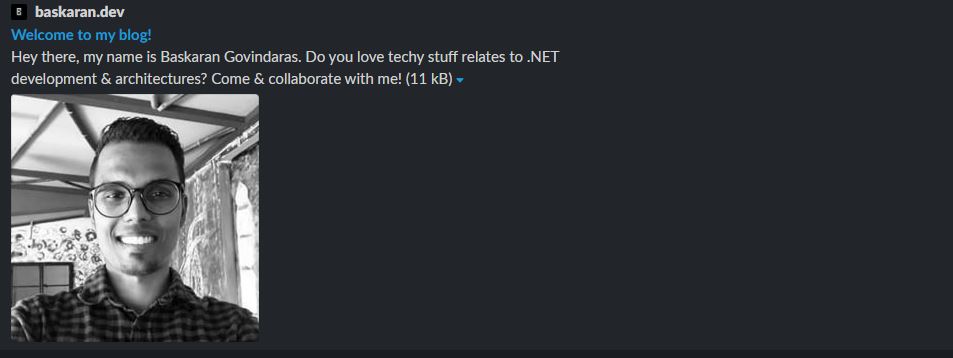 B baskaran.dev
Welcome to my blog!
Hey there, my name is Baskaran Govindaras. Do you love techy stuff relates to .NET
development & architectures? Come & collaborate with me! (11 kB)